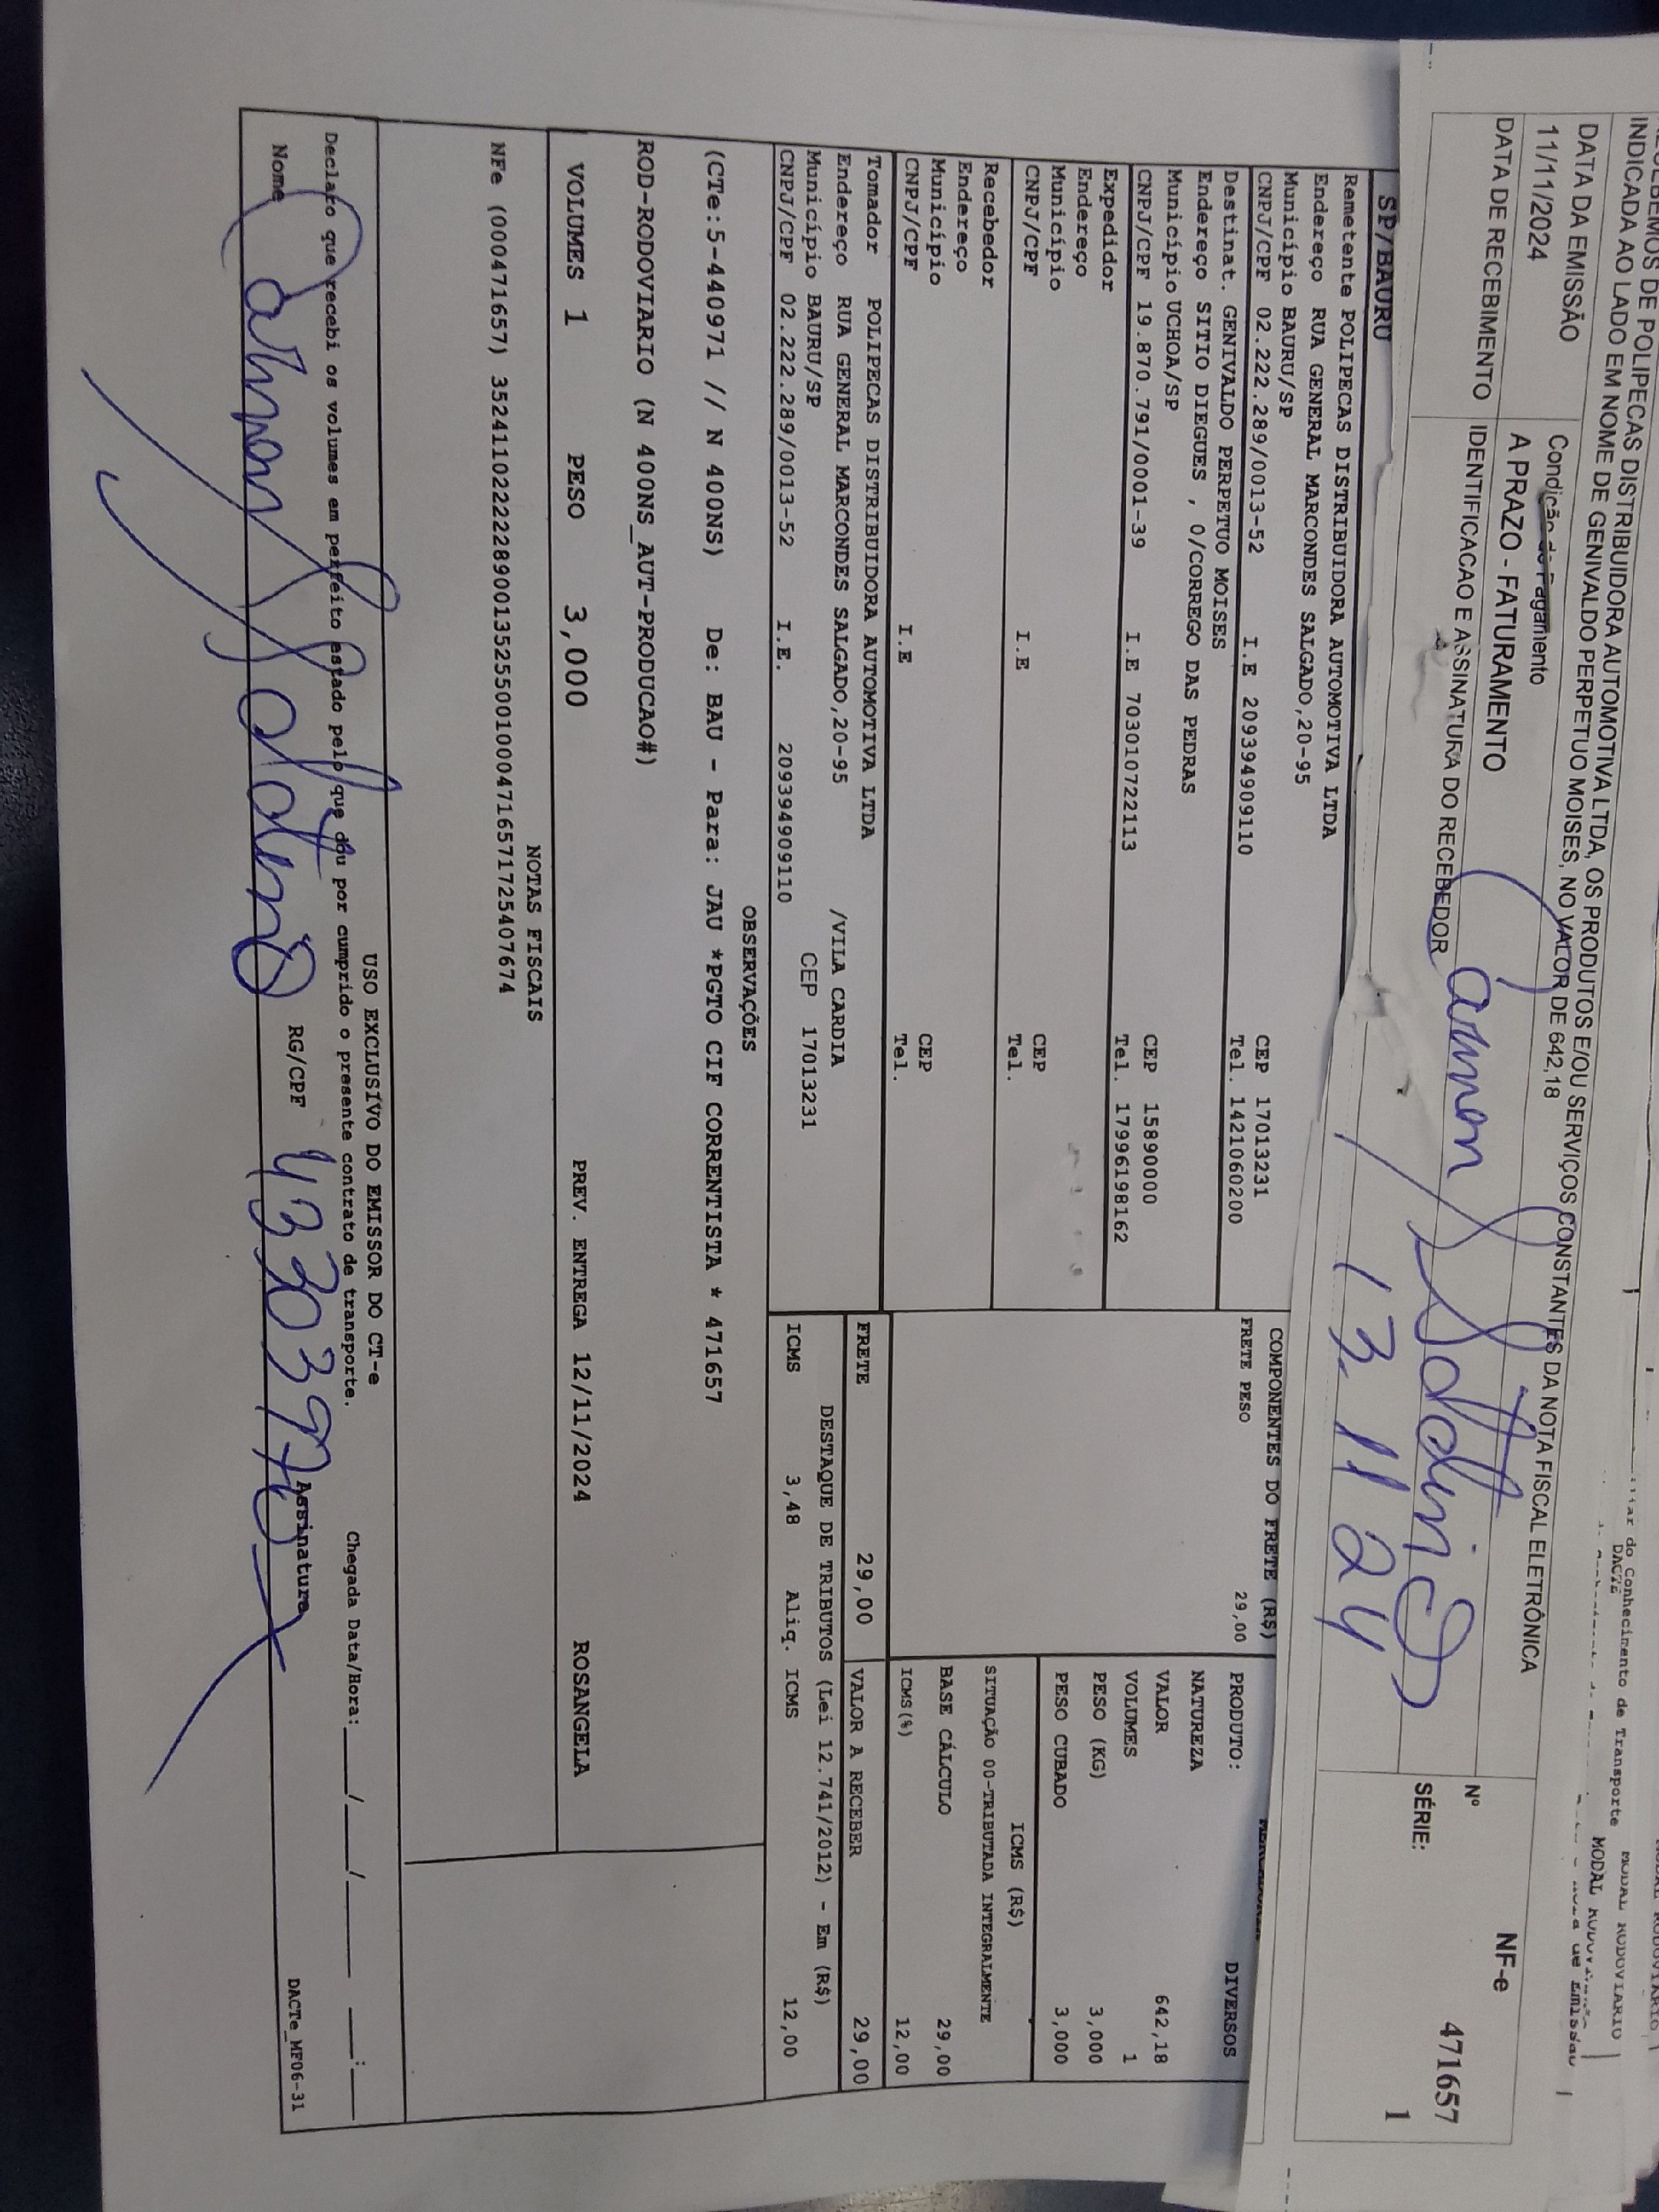 INDICADA AO LADO EM NOME DE GENIVALDO PERPETUO MOISES, NO VALOR DE 642,18
DE POLIPECAS DISTRIBUIDORA AUTOMOTIVA LTDA, OS PRODUTOS E/OU SERVIÇOS CONSTANTES DA NOTA FISCAL ELETRÔNICA
DATA DA EMISSÃO
11/11/2024
Condição de Pagamento
A PRAZO - FATURAMENTO
DATA DE RECEBIMENTO
IDENTIFICACAO E ASSINATURA DO RECEBEDOR
13.11.24
NF-e
Nº 471657
SÉRIE: 1
do Conhecimento de Transporte
DACTE
MODAL RODOVIARIO
SP/BAURU
Remetente POLIPECAS DISTRIBUIDORA AUTOMOTIVA LTDA
Endereço RUA GENERAL MARCONDES SALGADO,20-95
Município BAURU/SP CEP 17013231
CNPJ/CPF 02.222.289/0013-52 I.E 209394909110 Tel. 1421060200
Destinat. GENIVALDO PERPETUO MOISES
Endereço SITIO DIEGUES , 0/CORREGO DAS PEDRAS
Município UCHOA/SP CEP 15890000
CNPJ/CPF 19.870.791/0001-39 I.E 703010722113 Tel. 17996198162
Expedidor
Endereço
Município CEP
CNPJ/CPF I.E Tel.
Recebedor
Endereço
Município CEP
CNPJ/CPF I.E Tel.
Tomador POLIPECAS DISTRIBUIDORA AUTOMOTIVA LTDA
Endereço RUA GENERAL MARCONDES SALGADO,20-95 /VILA CARDIA
Município BAURU/SP CEP 17013231
CNPJ/CPF 02.222.289/0013-52 I.E. 209394909110
COMPONENTES DO FRETE (R$)
FRETE PESO 29,00
PRODUTO: DIVERSOS
NATUREZA
VALOR 642,18
VOLUMES 1
PESO (KG) 3,000
PESO CUBADO 3,000
ICMS (R$)
SITUAÇÃO 00-TRIBUTADA INTEGRALMENTE
BASE CÁLCULO 29,00
ICMS(%) 12,00
FRETE 29,00 VALOR A RECEBER 29,00
DESTAQUE DE TRIBUTOS (Lei 12.741/2012) - Em (R$)
ICMS 3,48 Aliq. ICMS 12,00
OBSERVAÇÕES
(CTe:5-440971 // N 400NS) De: BAU - Para: JAU *PGTO CIF CORRENTISTA * 471657
ROD-RODOVIARIO (N 400NS_AUT-PRODUCAO#)
VOLUMES 1 PESO 3,000 PREV. ENTREGA 12/11/2024 ROSANGELA
NOTAS FISCAIS
NFe (000471657) 35241102222289001352550010004716571725407674
USO EXCLUSÍVO DO EMISSOR DO CT-e
Declaro que recebi os volumes em perfeito estado pelo que dou por cumprido o presente contrato de transporte. Chegada Data/Hora:____/____/______ ___:___
Nome RG/CPF Assinatura DACTe_MF06-31